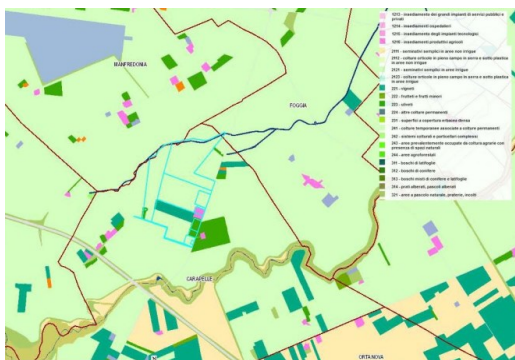 1213 - insediamento dei grandi impianti di servizi pubblici e
privati
1214 - insediamenti ospedalieri
1215 - insediamento degli impianti tecnologici
1216 - insediamenti produttivi agricoli
2111 - seminativi semplici in aree non irrigue
2112 - colture orticole in pieno campo in serra e sotto plastica
in aree non irrigue
2121 - seminativi semplici in aree irrigue
2123 - colture orticole in pieno campo in serra e sotto plastica
in aree irrigue
221 - vigneti
222 - frutteti e frutti minori
223 - uliveti
224 - altre colture permanenti
231 - superfici a copertura erbacea densa
241 - colture temporanee associate a colture permanenti
242 - sistemi colturali e particellari complessi
243 - aree prevalentemente occupate da coltura agrarie con
presenza di spazi naturali
244 - aree agroforestali
311 - boschi di latifoglie
312 - boschi di conifere
313 - boschi misti di conifere e latifoglie
314 - prati alberati, pascoli alberati
321 - aree a pascolo naturale, praterie, incolti
MANFREDONIA
FOGGIA
CARAPELLE
ORTA NOVA